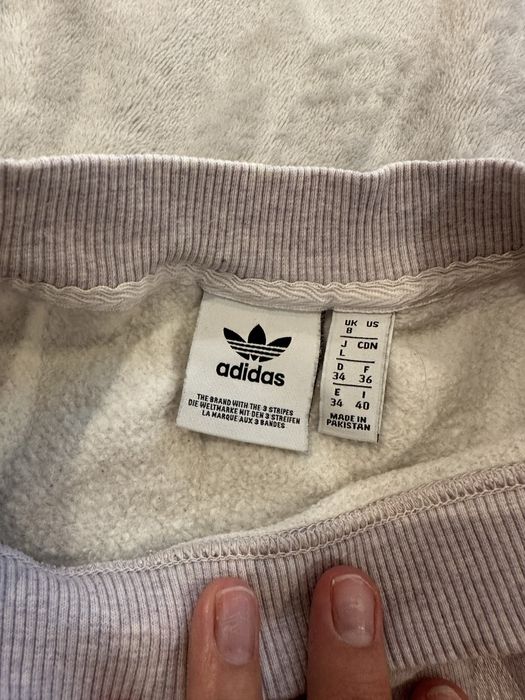 adidas
THE BRAND WITH THE 3 STRIPES
DIE WELTMARKE MIT DEN 3 STREIFEN
LA MARQUE AUX 3 BANDES
UK US
8
J CDN
L
D F
34 36
E I
34 40
MADE IN
PAKISTAN